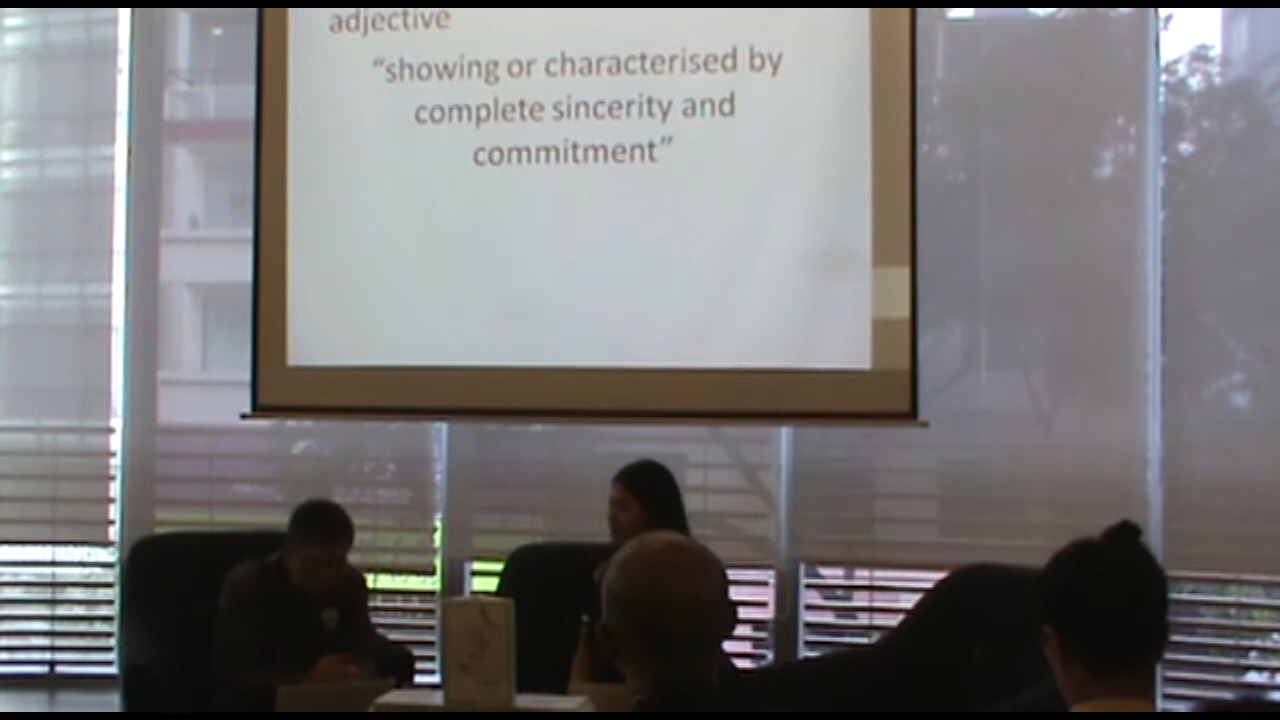 adjective
“showing or characterised by
complete sincerity and
commitment”